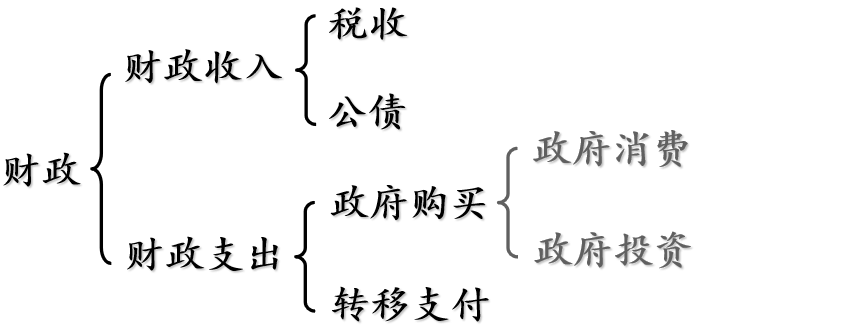 财政
财政收入
税收
公债
财政支出
政府购买
政府消费
政府投资
转移支付